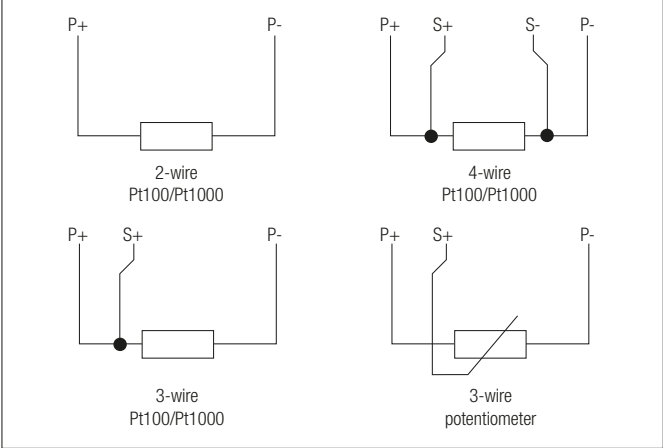 P+ P-
2-wire
Pt100/Pt1000
P+ S+ S- P-
4-wire
Pt100/Pt1000
P+ S+ P-
3-wire
Pt100/Pt1000
P+ S+ P-
3-wire
potentiometer